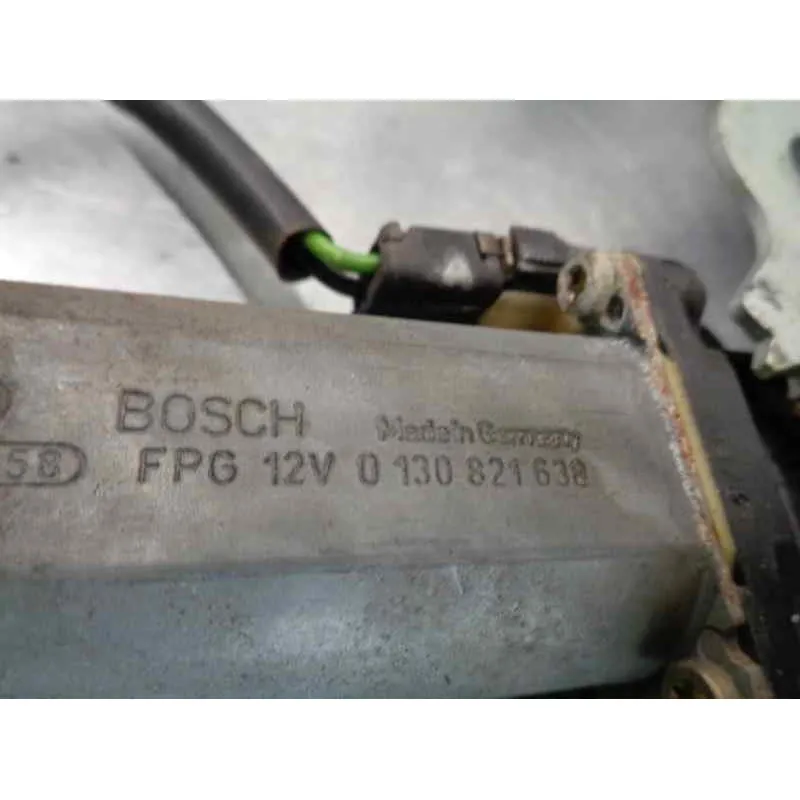 BOSCH Made in Germany
58 FPG 12V 0 130 821 638